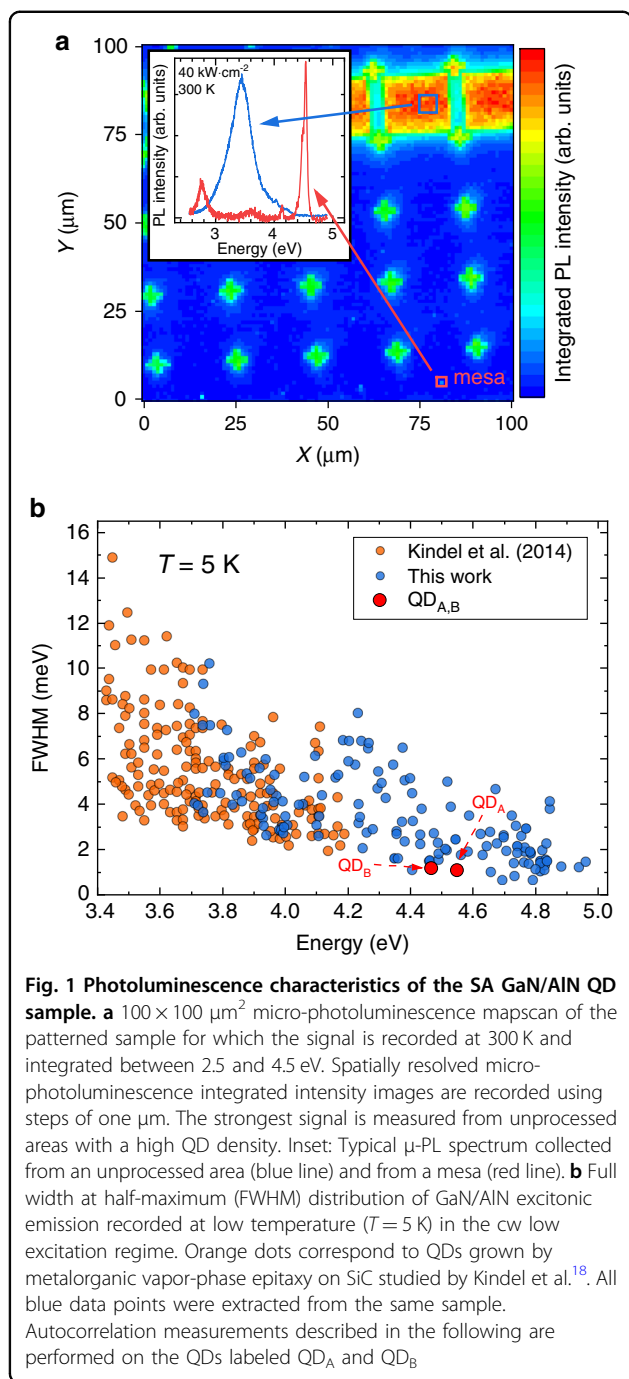 a
100
75
50
25
0
Y (μm)
0
25
50
75
100
X (μm)
40 kW·cm⁻²
300 K
PL intensity (arb. units)
3
4
5
Energy (eV)
mesa
Integrated PL intensity (arb. units)
b
16
14
12
10
8
6
4
2
0
FWHM (meV)
T = 5 K
Kindel et al. (2014)
This work
QD_A,B
QD_A
QD_B
3.4
3.6
3.8
4.0
4.2
4.4
4.6
4.8
5.0
Energy (eV)
Fig. 1 Photoluminescence characteristics of the SA GaN/AlN QD
sample. a 100 × 100 μm² micro-photoluminescence mapscan of the
patterned sample for which the signal is recorded at 300 K and
integrated between 2.5 and 4.5 eV. Spatially resolved micro-
photoluminescence integrated intensity images are recorded using
steps of one μm. The strongest signal is measured from unprocessed
areas with a high QD density. Inset: Typical μ-PL spectrum collected
from an unprocessed area (blue line) and from a mesa (red line). b Full
width at half-maximum (FWHM) distribution of GaN/AlN excitonic
emission recorded at low temperature (T = 5 K) in the cw low
excitation regime. Orange dots correspond to QDs grown by
metalorganic vapor-phase epitaxy on SiC studied by Kindel et al.¹⁸. All
blue data points were extracted from the same sample.
Autocorrelation measurements described in the following are
performed on the QDs labeled QD_A and QD_B